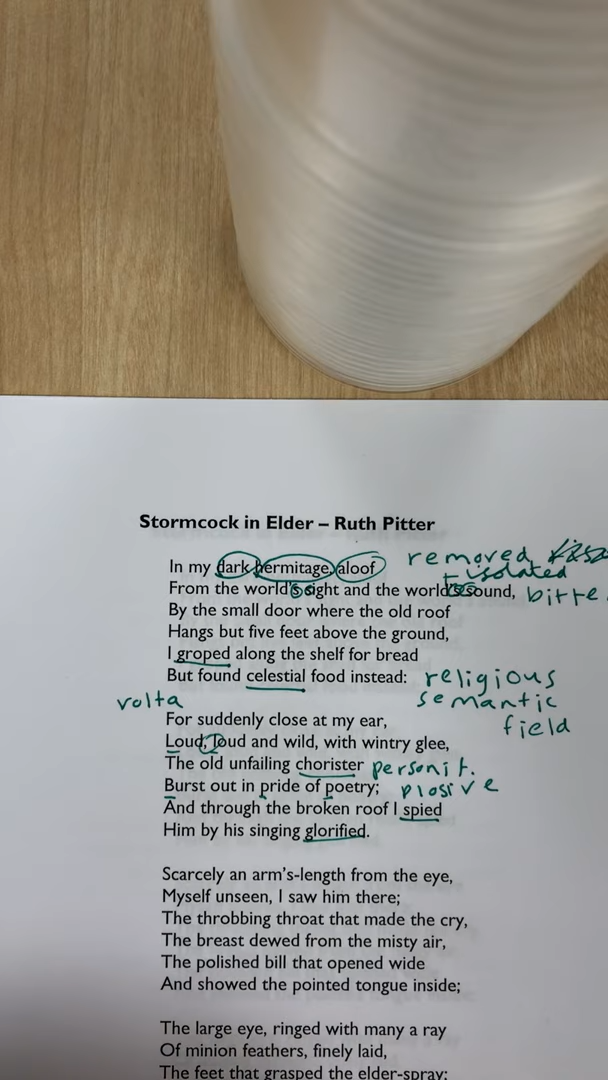 Stormcock in Elder – Ruth Pitter
In my dark hermitage, aloof removed
isolated
From the world's sight and the world's sound,
By the small door where the old roof
Hangs but five feet above the ground,
I groped along the shelf for bread
But found celestial food instead: religious
volta semantic
field
For suddenly close at my ear,
Loud, loud and wild, with wintry glee,
The old unfailing chorister personif.
Burst out in pride of poetry; plosive
And through the broken roof I spied
Him by his singing glorified.
Scarcely an arm's-length from the eye,
Myself unseen, I saw him there;
The throbbing throat that made the cry,
The breast dewed from the misty air,
The polished bill that opened wide
And showed the pointed tongue inside;
The large eye, ringed with many a ray
Of minion feathers, finely laid,
The feet that grasped the elder-spray: